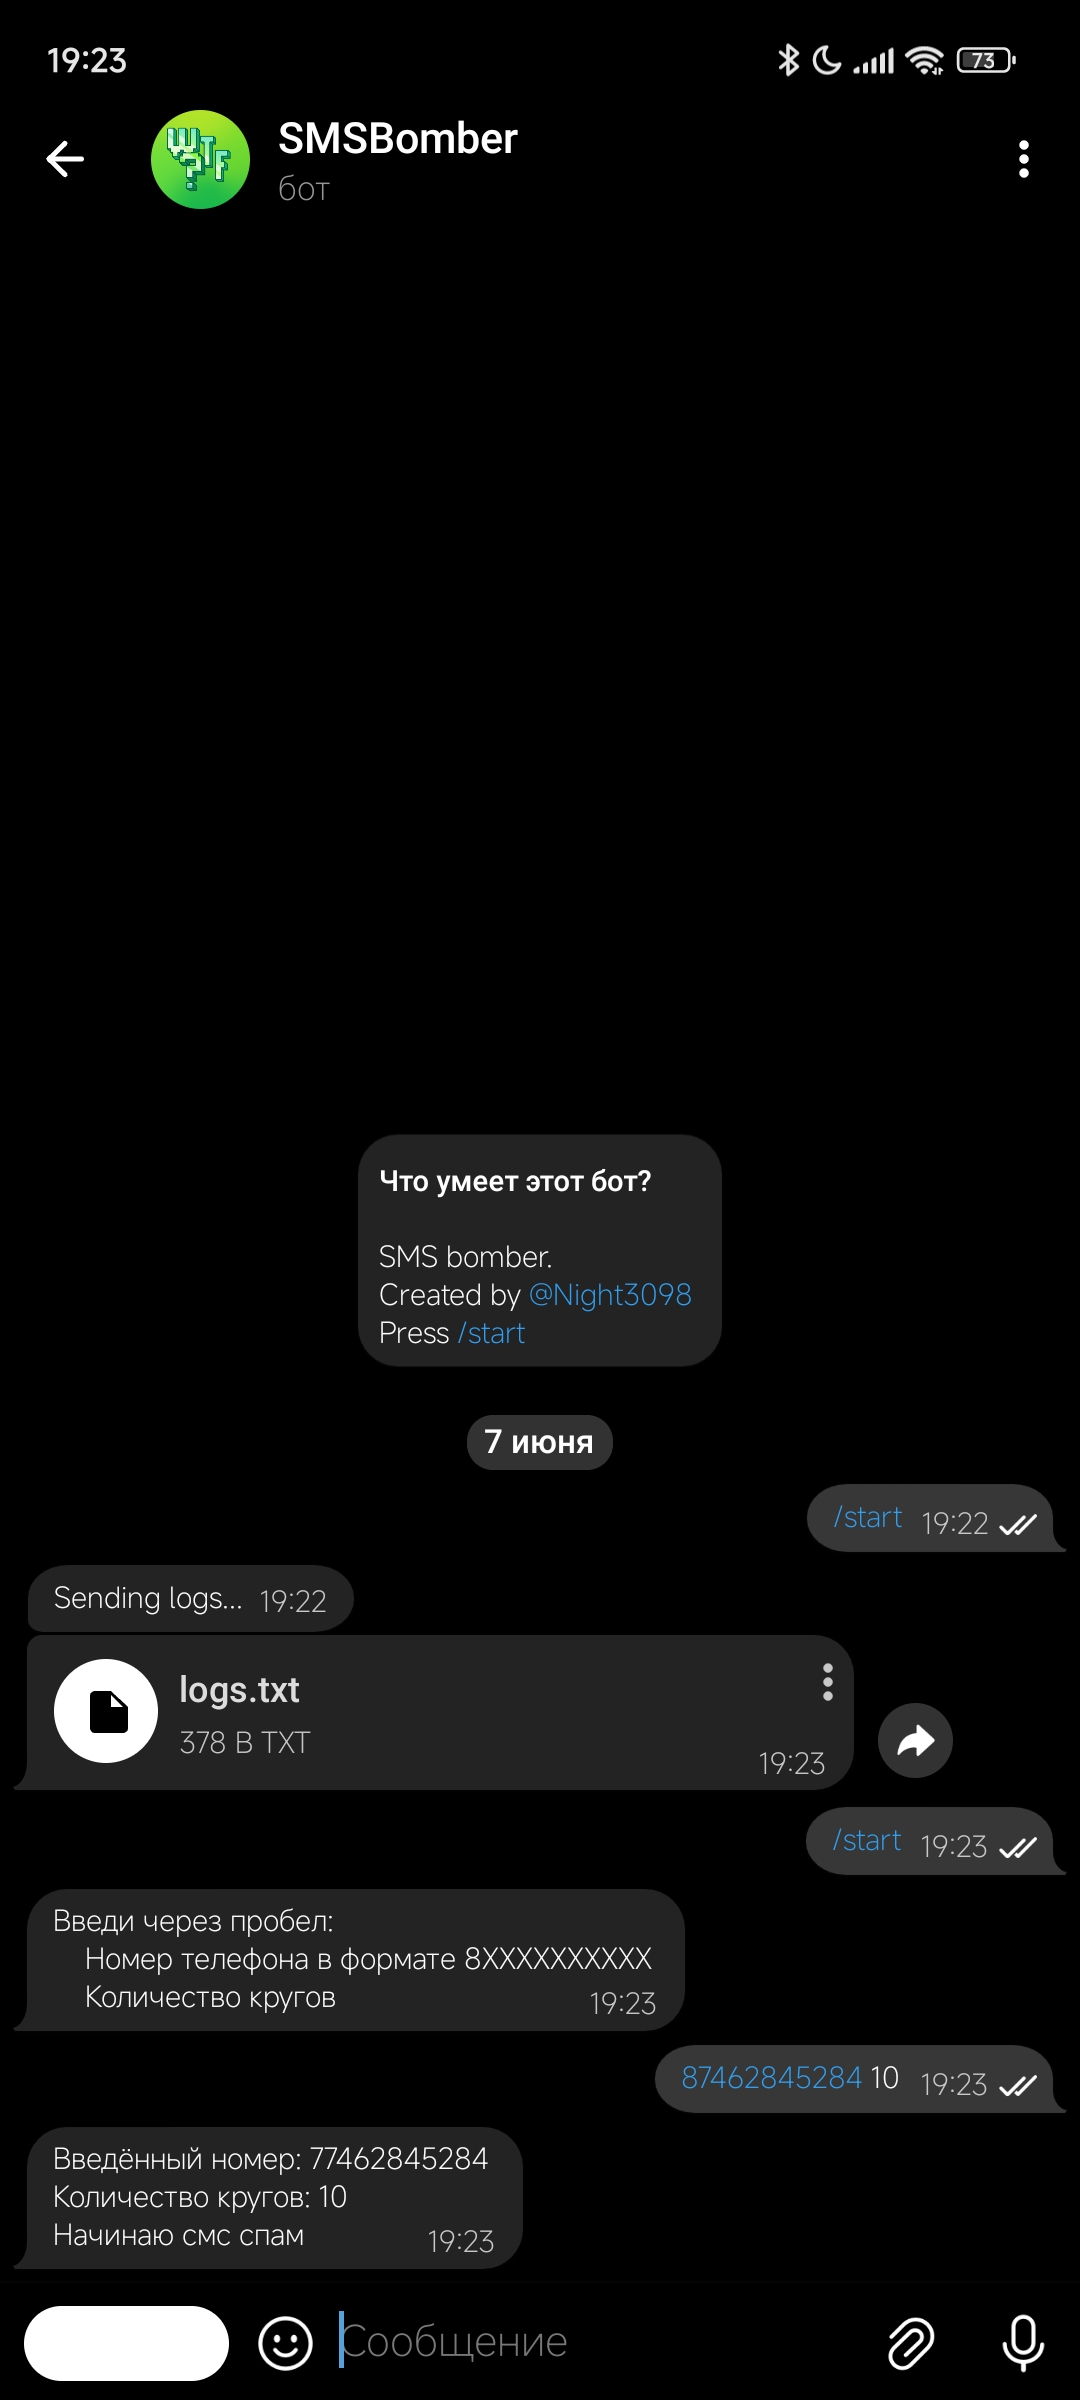 19:23
73
SMSBomber
бот
Что умеет этот бот?
SMS bomber.
Created by @Night3098
Press /start
7 июня
/start 19:22
Sending logs... 19:22
logs.txt
378 B TXT
19:23
/start 19:23
Введи через пробел:
Номер телефона в формате 8XXXXXXXXXX
Количество кругов 19:23
87462845284 10 19:23
Введённый номер: 77462845284
Количество кругов: 10
Начинаю смс спам 19:23
Сообщение